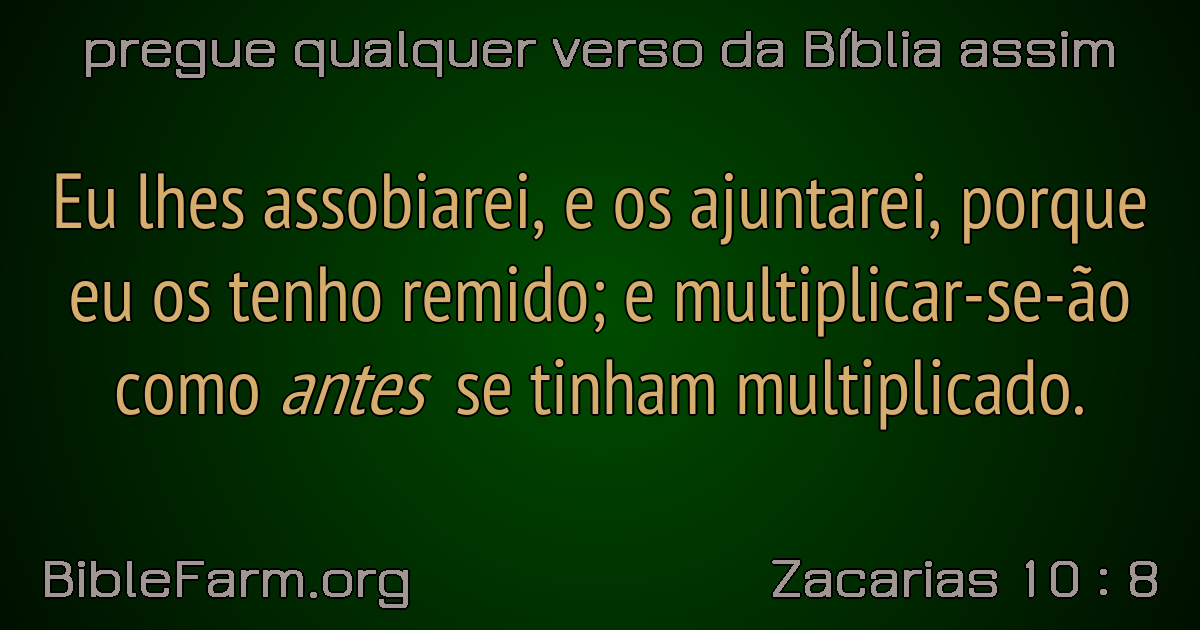 pregue qualquer verso da Bíblia assim
Eu lhes assobiarei, e os ajuntarei, porque
eu os tenho remido; e multiplicar-se-ão
como antes se tinham multiplicado.
BibleFarm.org
Zacarias 10 : 8